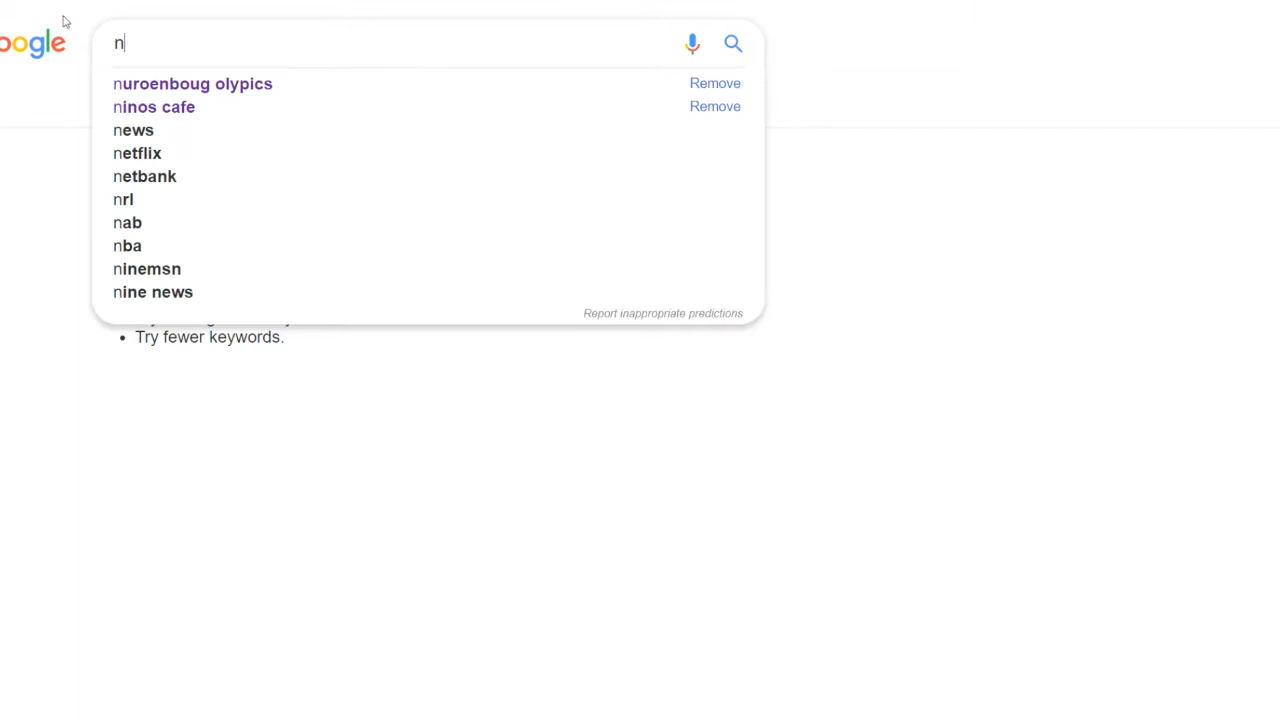 oogle
n
nuroenboug olypics Remove
ninos cafe Remove
news
netflix
netbank
nrl
nab
nba
ninemsn
nine news
Report inappropriate predictions
Try fewer keywords.